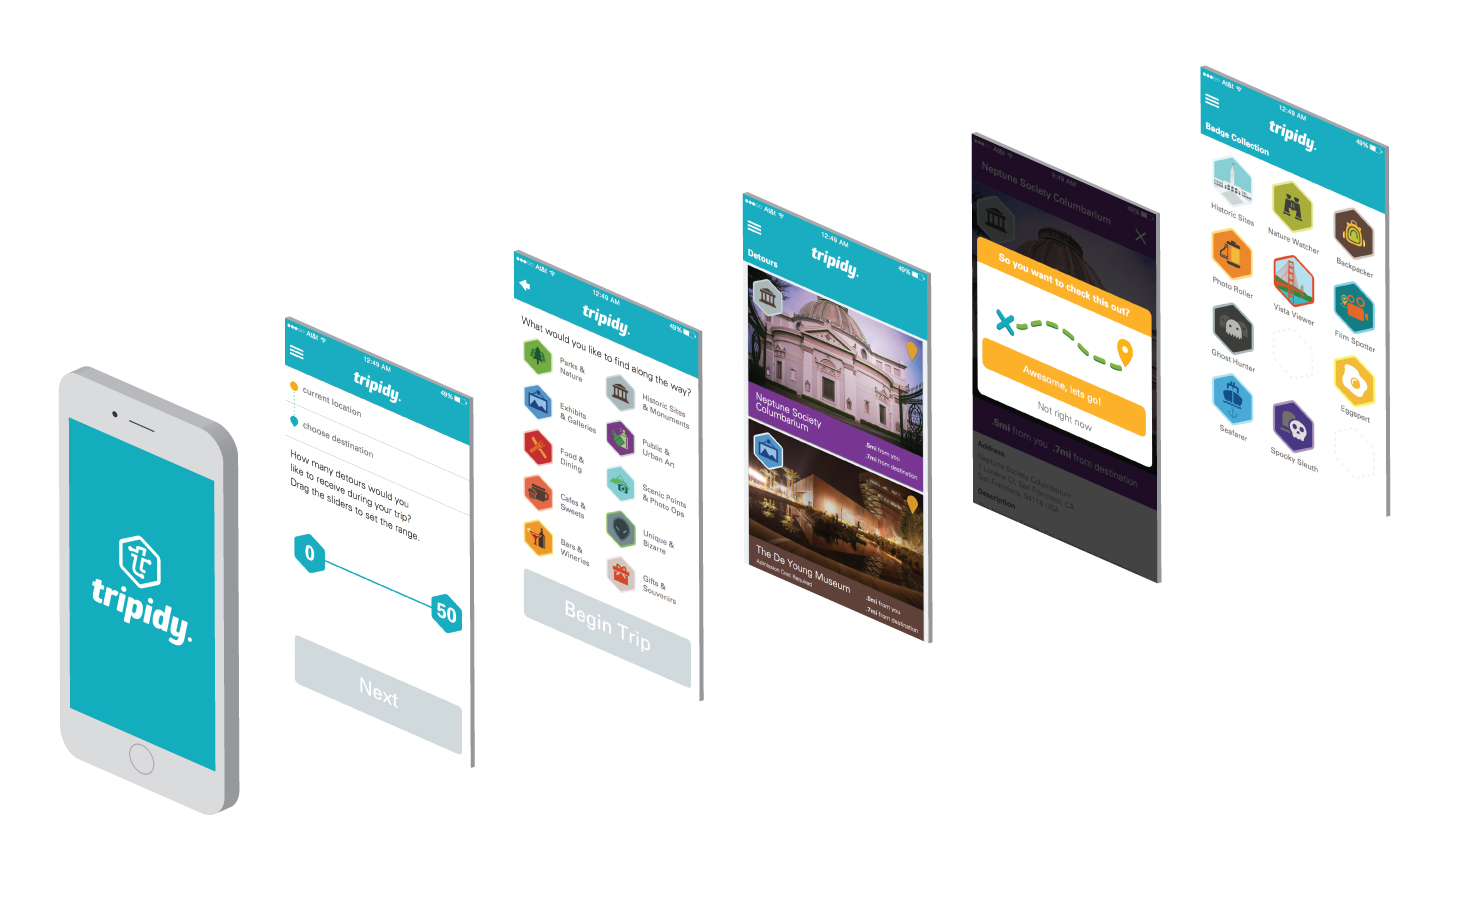 tripidy.
At&t
12:49 AM
49%
tripidy.
current location
choose destination
How many detours would you
like to receive during your trip?
Drag the sliders to set the range.
0
50
Next
At&t
12:49 AM
49%
tripidy.
What would you like to find along the way?
Parks &
Nature
Historic Sites
& Monuments
Exhibits
& Galleries
Public &
Urban Art
Food &
Dining
Scenic Points
& Photo Ops
Cafes &
Sweets
Unique &
Bizarre
Bars &
Wineries
Gifts &
Souvenirs
Begin Trip
At&t
12:49 AM
49%
tripidy.
Detours
Neptune Society
Columbarium
.5mi from you
.7mi from destination
The De Young Museum
Admission Cost Required
.5mi from you
.7mi from destination
At&t
9:49 AM
49%
Neptune Society Columbarium
So you want to check this out?
Awesome, lets go!
Not right now
.5mi from you .7mi from destination
Address
Neptune Society Columbarium
1 Loraine Ct, San Francisco, CA
San Francisco, 94118 USA
Description
At&t
12:49 AM
49%
tripidy.
Badge Collection
Historic Sites
Nature Watcher
Backpacker
Photo Roller
Vista Viewer
Film Spotter
Ghost Hunter
Eggspert
Seafarer
Spooky Sleuth